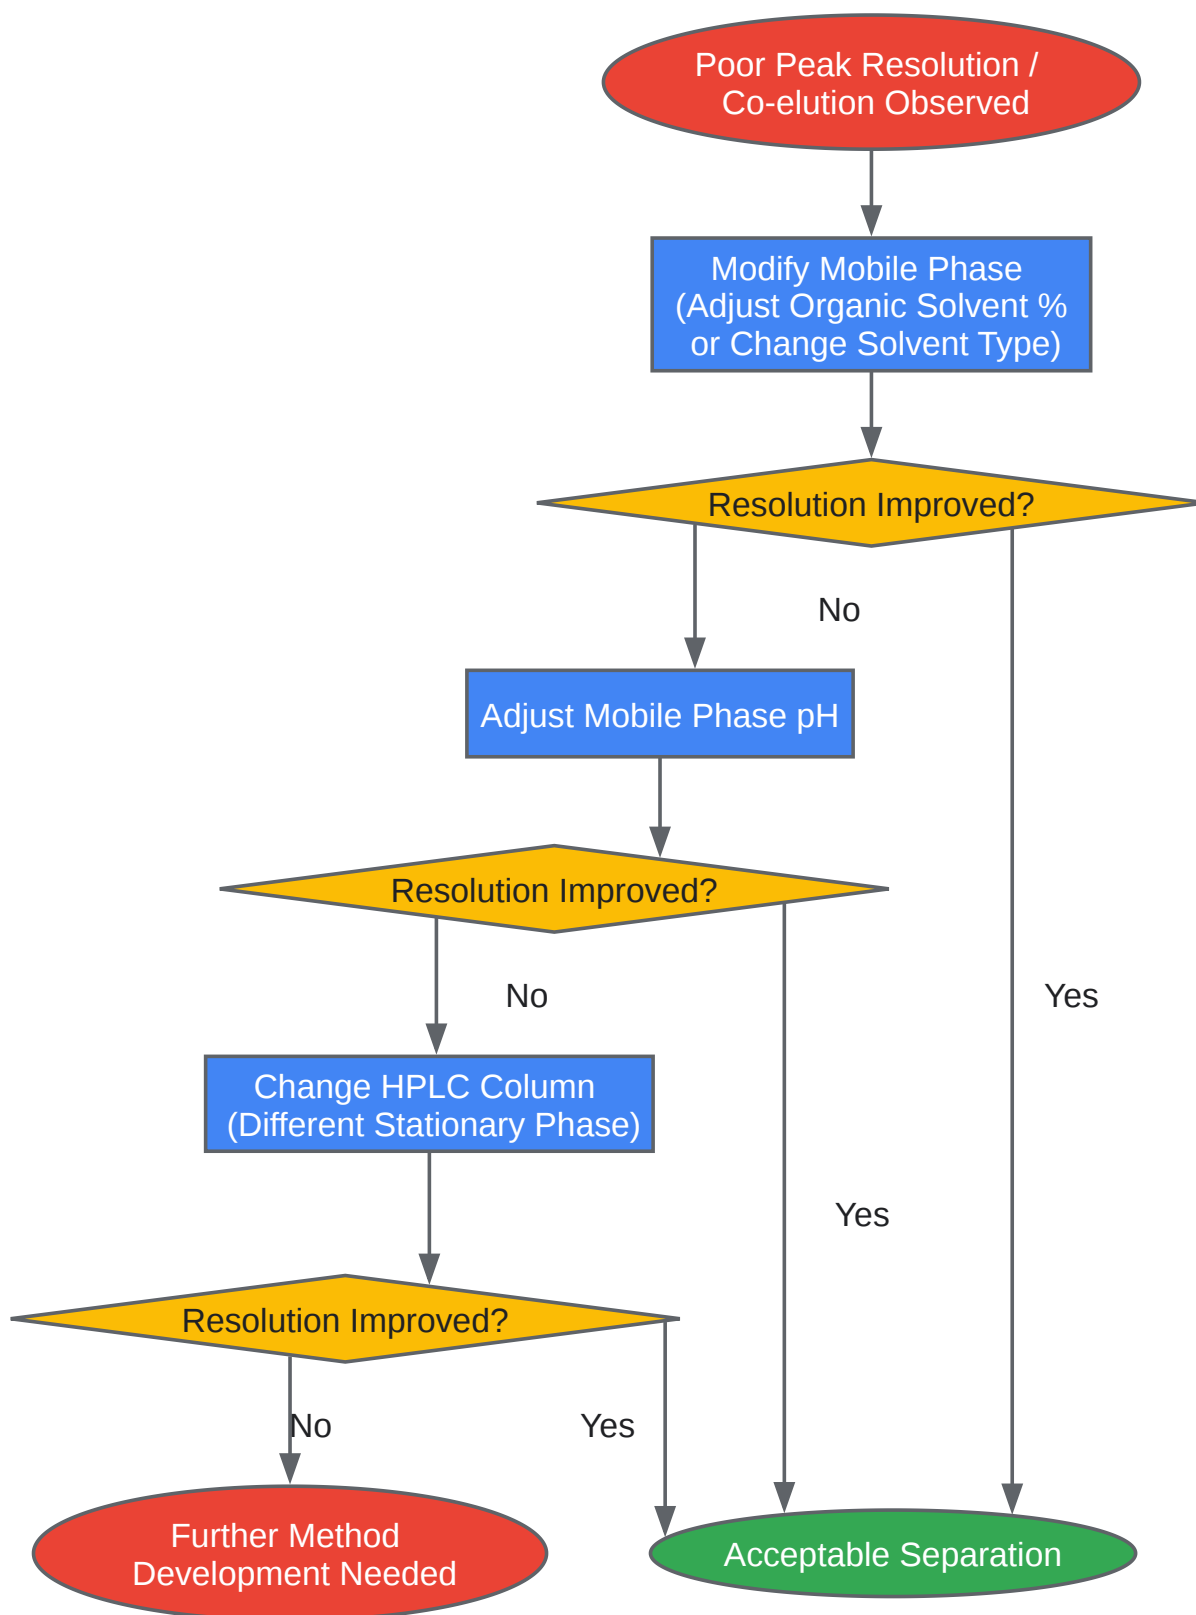 Poor Peak Resolution /
Co-elution Observed
Modify Mobile Phase
(Adjust Organic Solvent %
or Change Solvent Type)
Resolution Improved?
No
Adjust Mobile Phase pH
Resolution Improved?
No
Yes
Change HPLC Column
(Different Stationary Phase)
Yes
Resolution Improved?
No
Yes
Further Method
Development Needed
Acceptable Separation